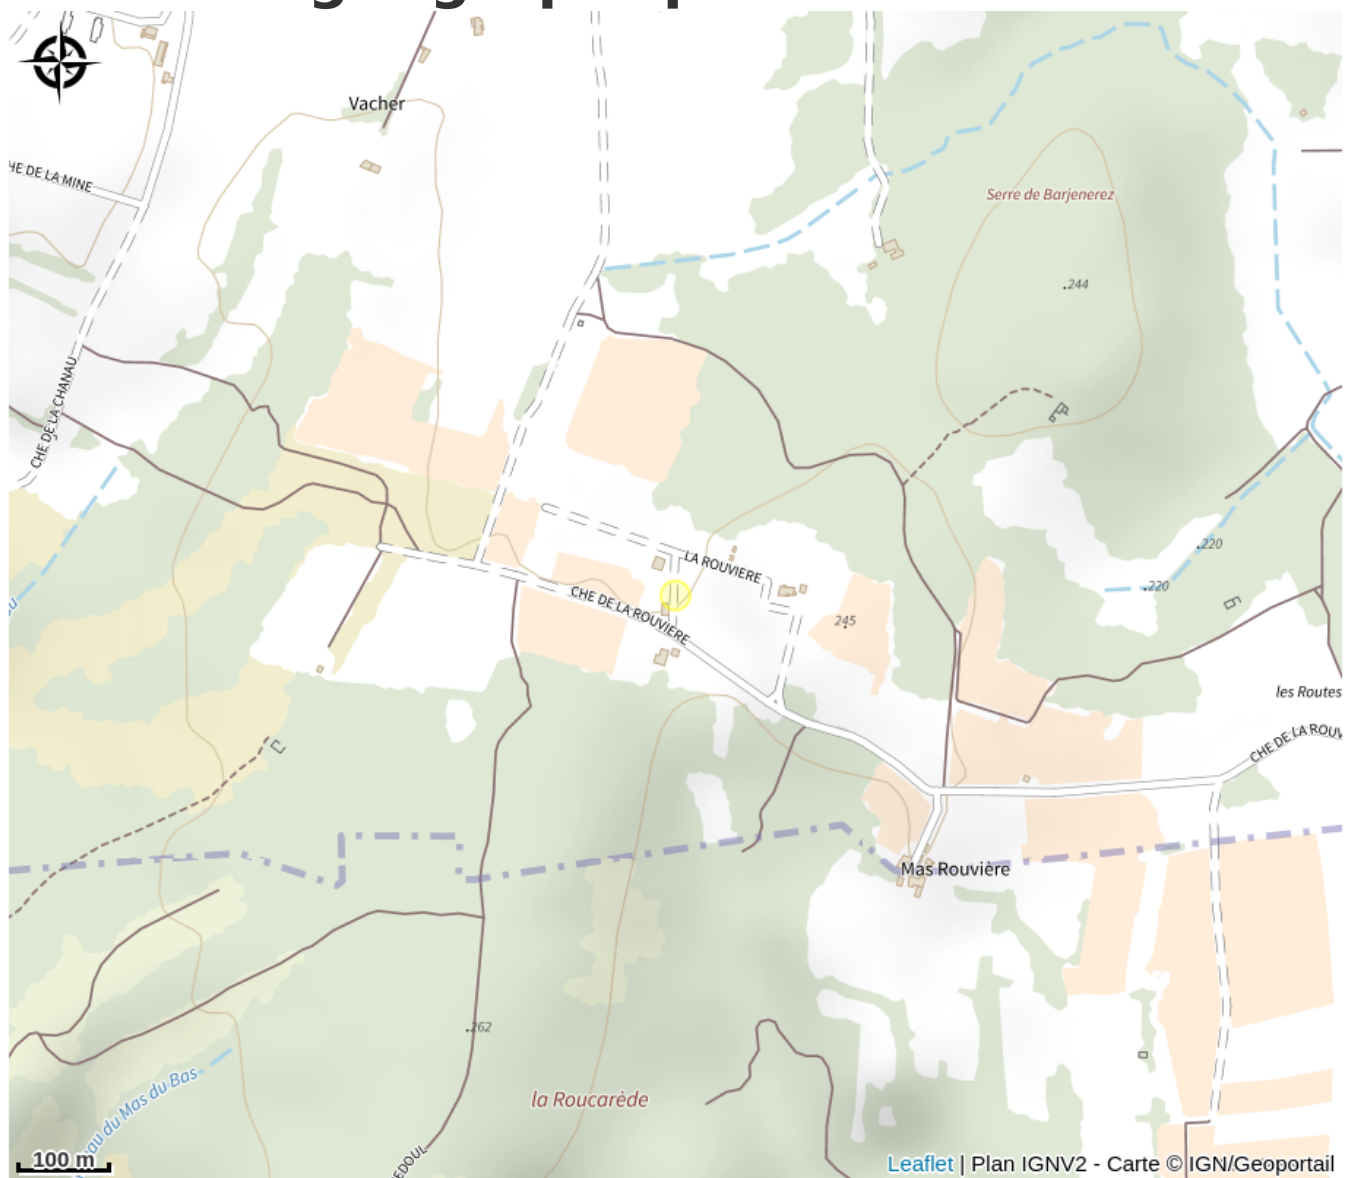 Vacher
HE DE LA MINE
Serre de Barjenerez
244
CHE DE LA CHANAU
LA ROUVIERE
220
220
CHE DE LA ROUVIERE
245
les Routes
CHE DE LA ROUV
Mas Rouvière
262
la Roucarède
au du Mas du Bas
EDOUL
100 m
Leaflet | Plan IGNV2 - Carte © IGN/Geoportail